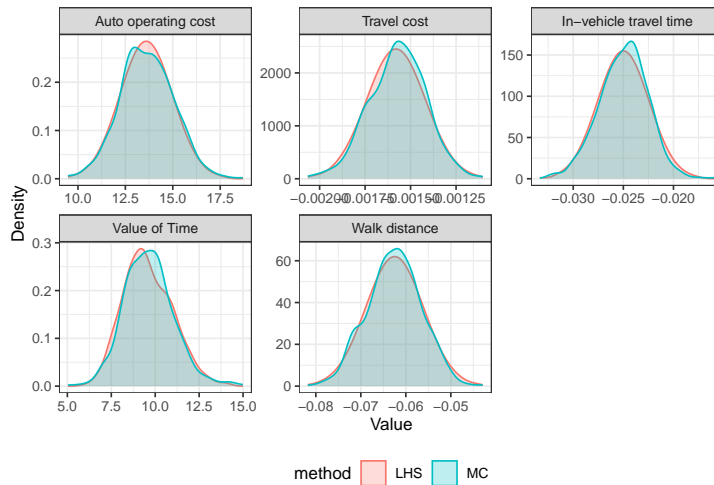 Auto operating cost
Travel cost
In−vehicle travel time
0.2
0.1
0.0
10.0 12.5 15.0 17.5
2000
1000
0
−0.00200 −0.00175 −0.00150 −0.00125
150
100
50
0
−0.030 −0.025 −0.020
Value of Time
Walk distance
0.3
0.2
0.1
0.0
5.0 7.5 10.0 12.5 15.0
60
40
20
0
−0.08 −0.07 −0.06 −0.05
Density
Value
method LHS MC